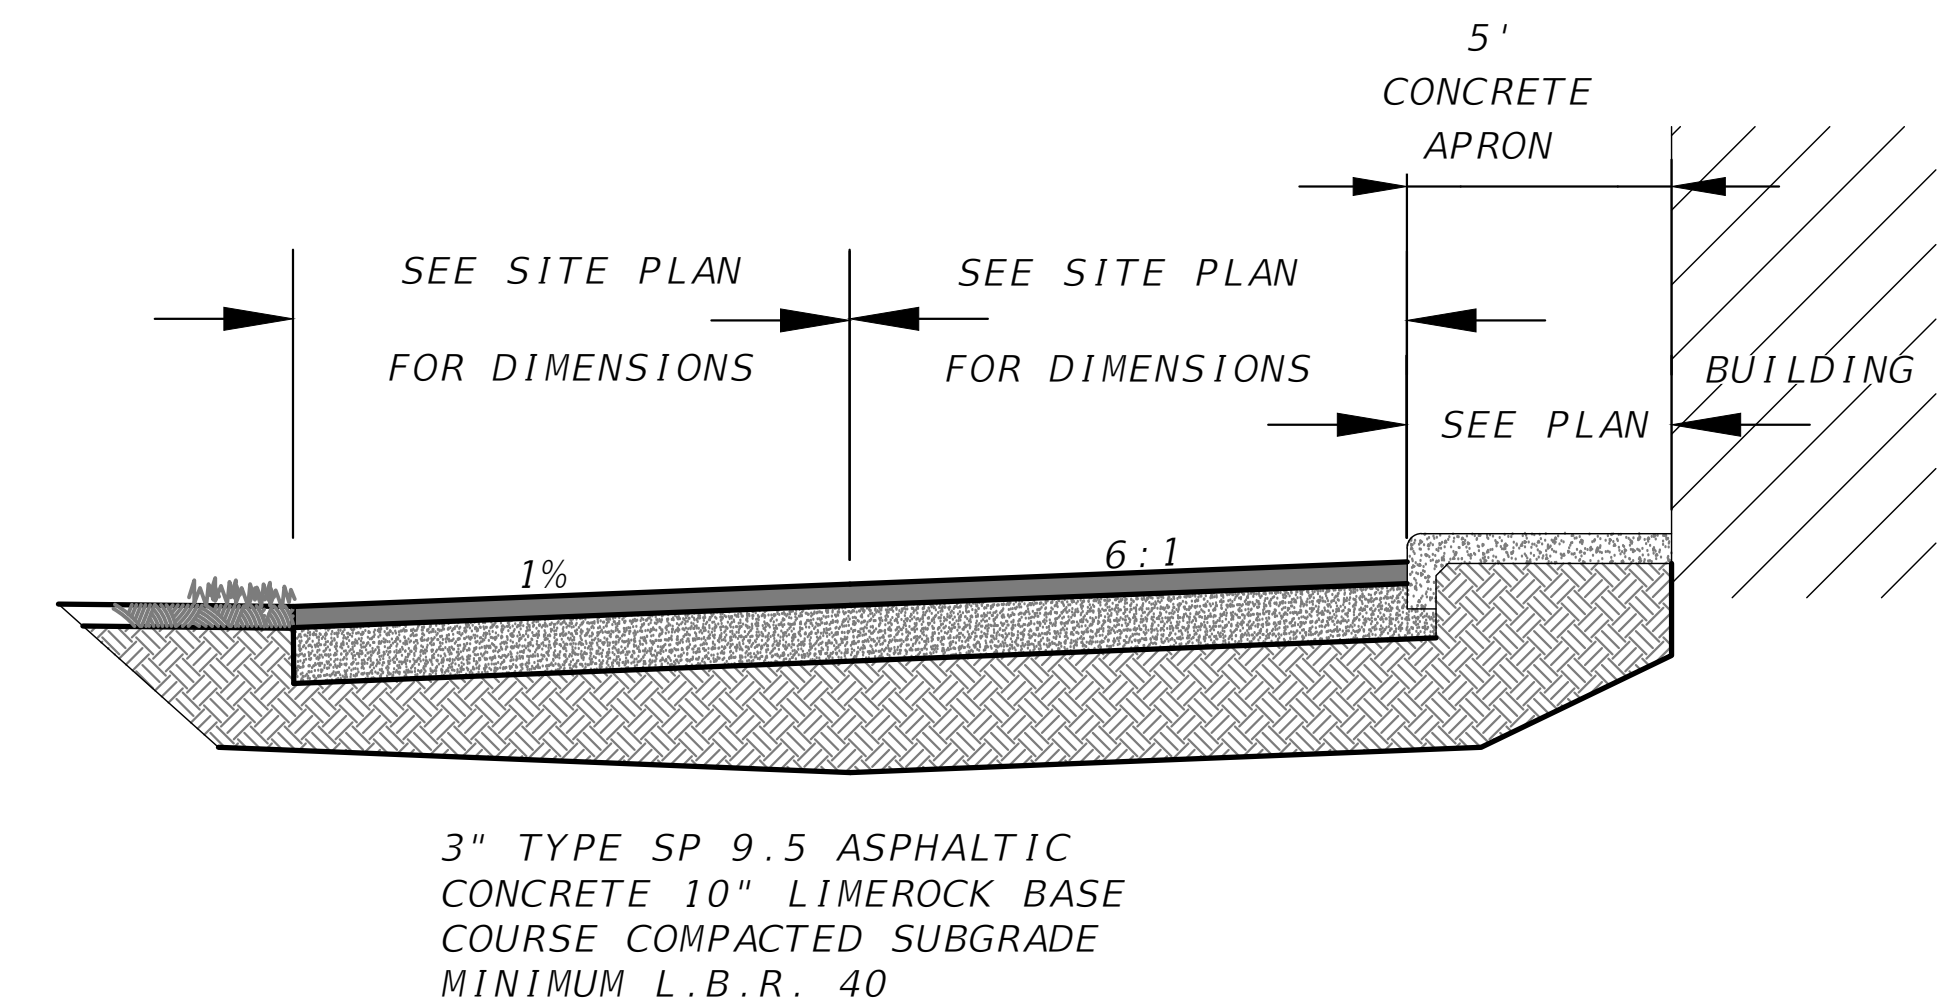 5'
CONCRETE
APRON
SEE SITE PLAN
FOR DIMENSIONS
SEE SITE PLAN
FOR DIMENSIONS
BUILDING
SEE PLAN
1%
6:1
3" TYPE SP 9.5 ASPHALTIC
CONCRETE 10" LIMEROCK BASE
COURSE COMPACTED SUBGRADE
MINIMUM L.B.R. 40